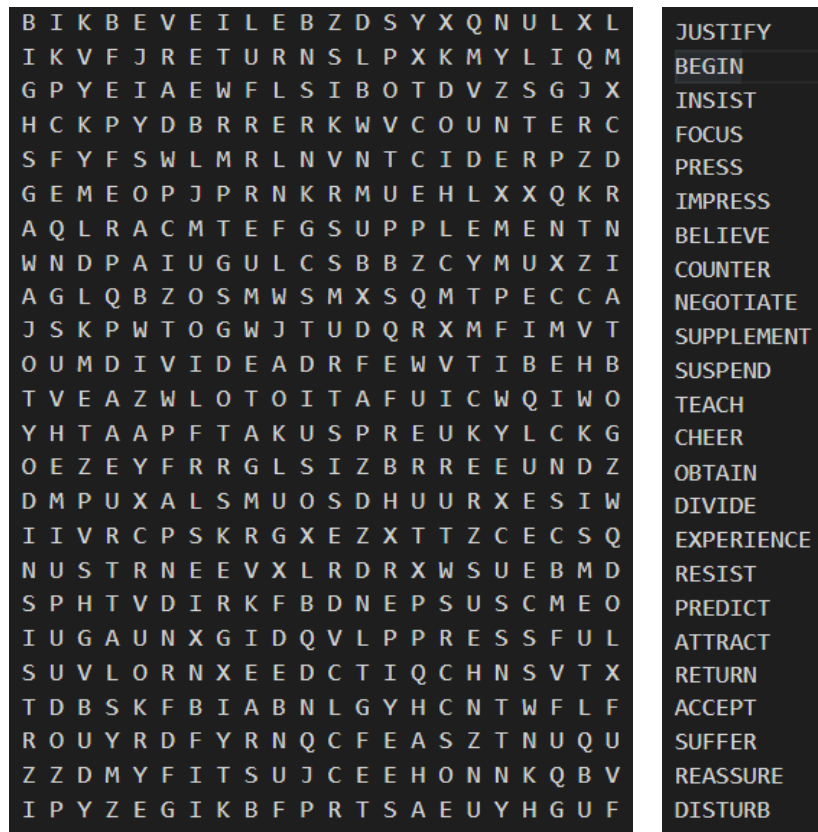 B I K B E V E I L E B Z D S Y X Q N U L X L
I K V F J R E T U R N S L P X K M Y L I Q M
G P Y E I A E W F L S I B O T D V Z S G J X
H C K P Y D B R R E R K W V C O U N T E R C
S F Y F S W L M R L N V N T C I D E R P Z D
G E M E O P J P R N K R M U E H L X X Q K R
A Q L R A C M T E F G S U P P L E M E N T N
W N D P A I U G U L C S B B Z C Y M U X Z I
A G L Q B Z O S M W S M X S Q M T P E C C A
J S K P W T O G W J T U D Q R X M F I M V T
O U M D I V I D E A D R F E W V T I B E H B
T V E A Z W L O T O I T A F U I C W Q I W O
Y H T A A P F T A K U S P R E U K Y L C K G
O E Z E Y F R R G L S I Z B R R E E U N D Z
D M P U X A L S M U O S D H U U R X E S I W
I I V R C P S K R G X E Z X T T Z C E C S Q
N U S T R N E E V X L R D R X W S U E B M D
S P H T V D I R K F B D N E P S U S C M E O
I U G A U N X G I D Q V L P P R E S S F U L
S U V L O R N X E E D C T I Q C H N S V T X
T D B S K F B I A B N L G Y H C N T W F L F
R O U Y R D F Y R N Q C F E A S Z T N U Q U
Z Z D M Y F I T S U J C E E H O N N K Q B V
I P Y Z E G I K B F P R T S A E U Y H G U F
JUSTIFY
BEGIN
INSIST
FOCUS
PRESS
IMPRESS
BELIEVE
COUNTER
NEGOTIATE
SUPPLEMENT
SUSPEND
TEACH
CHEER
OBTAIN
DIVIDE
EXPERIENCE
RESIST
PREDICT
ATTRACT
RETURN
ACCEPT
SUFFER
REASSURE
DISTURB